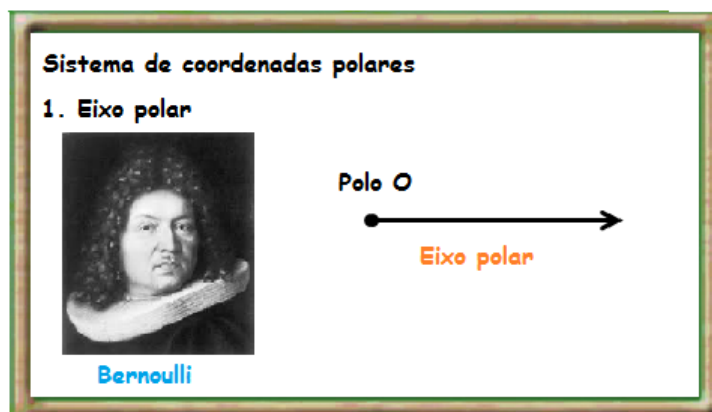 Sistema de coordenadas polares
1. Eixo polar
Polo O
Eixo polar
Bernoulli